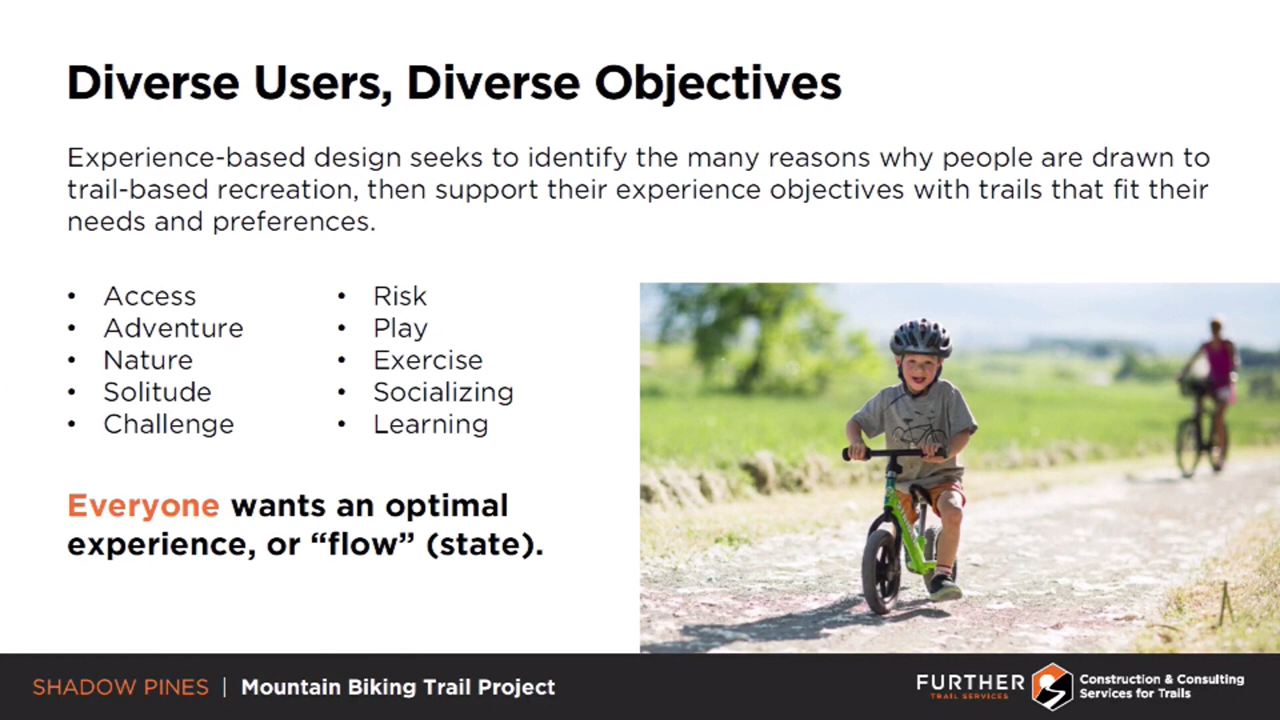 Diverse Users, Diverse Objectives
Experience-based design seeks to identify the many reasons why people are drawn to
trail-based recreation, then support their experience objectives with trails that fit their
needs and preferences.
• Access
• Adventure
• Nature
• Solitude
• Challenge
• Risk
• Play
• Exercise
• Socializing
• Learning
Everyone wants an optimal
experience, or “flow” (state).
SHADOW PINES | Mountain Biking Trail Project
FURTHER
TRAIL SERVICES
Construction & Consulting
Services for Trails